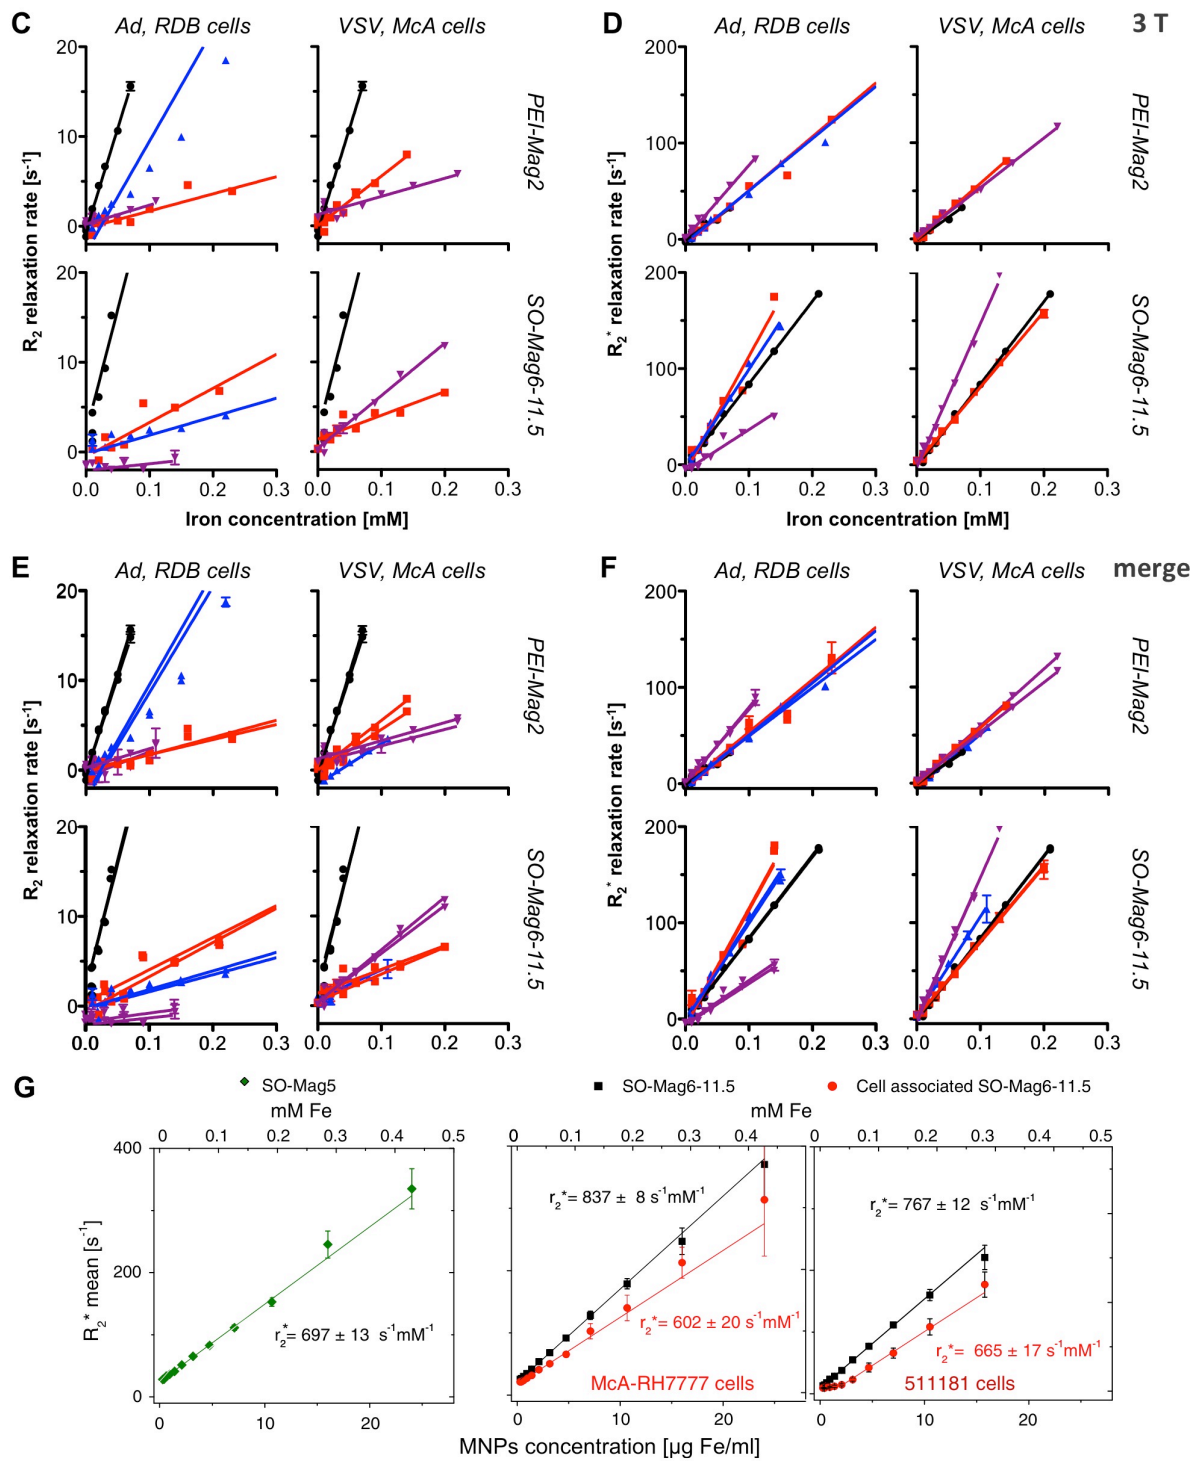 C
Ad, RDB cells
VSV, McA cells
D
Ad, RDB cells
VSV, McA cells
3 T
20
10
0
R2 relaxation rate [s-1]
PEI-Mag2
200
100
0
R2* relaxation rate [s-1]
PEI-Mag2
20
10
0
SO-Mag6-11.5
200
100
0
SO-Mag6-11.5
0.0 0.1 0.2 0.0 0.1 0.2 0.3
0.0 0.1 0.2 0.0 0.1 0.2 0.3
Iron concentration [mM]
Iron concentration [mM]
E
Ad, RDB cells
VSV, McA cells
F
Ad, RDB cells
VSV, McA cells
merge
20
10
0
R2 relaxation rate [s-1]
PEI-Mag2
200
100
0
R2* relaxation rate [s-1]
PEI-Mag2
20
10
0
SO-Mag6-11.5
200
100
0
SO-Mag6-11.5
0.0 0.1 0.2 0.0 0.1 0.2 0.3
0.0 0.1 0.2 0.3 0.0 0.1 0.2 0.3
G
SO-Mag5
SO-Mag6-11.5
Cell associated SO-Mag6-11.5
mM Fe
mM Fe
0 0.1 0.2 0.3 0.4 0.5
0 0.1 0.2 0.3 0.4
0 0.1 0.2 0.3 0.4 0.5
400
200
0
R2* mean [s-1]
r2*= 697 ± 13 s-1mM-1
r2*= 837 ± 8 s-1mM-1
r2*= 602 ± 20 s-1mM-1
McA-RH7777 cells
r2*= 767 ± 12 s-1mM-1
r2*= 665 ± 17 s-1mM-1
511181 cells
0 10 20
0 10 20
0 10 20
MNPs concentration [µg Fe/ml]